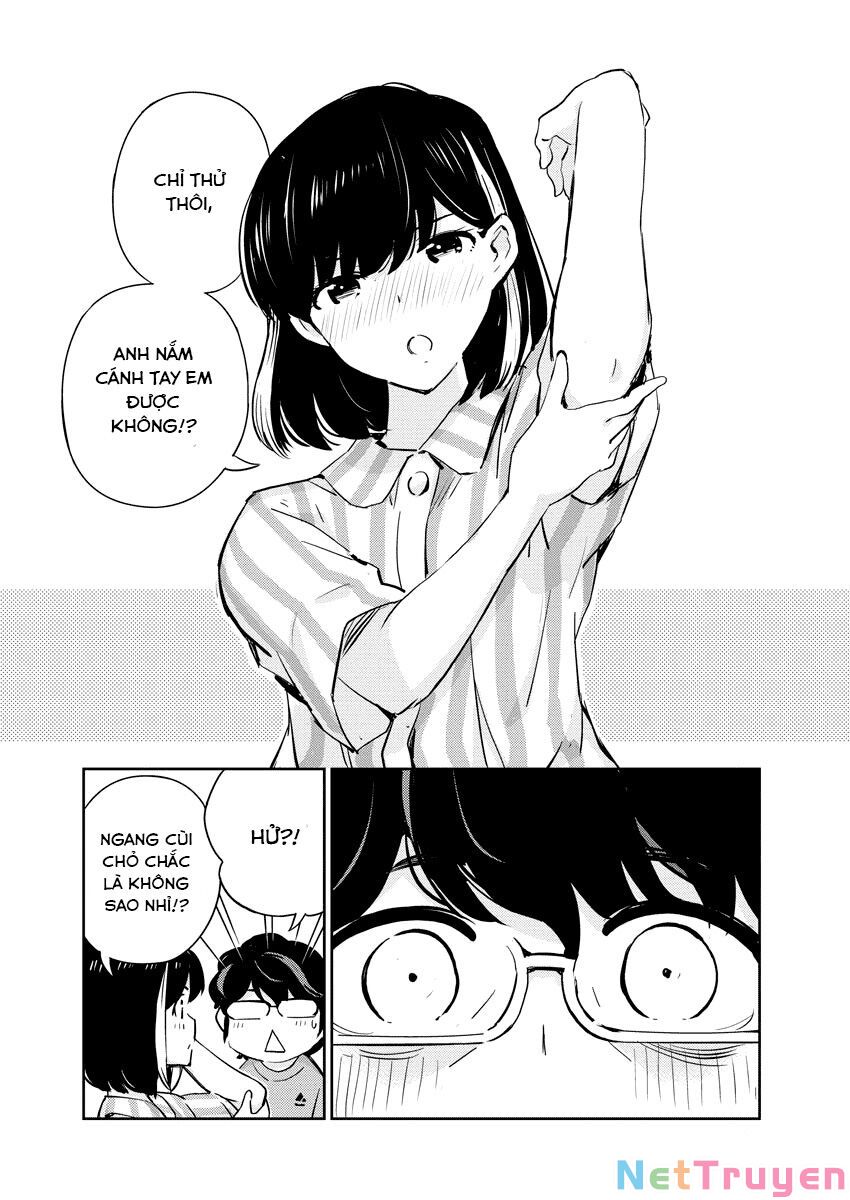 CHỈ THỬ
THÔI,
ANH NẮM
CÁNH TAY EM
ĐƯỢC
KHÔNG!?
HỬ?!
NGANG CÙI
CHỎ CHẮC
LÀ KHÔNG
SAO NHỈ!?
NetTruyen